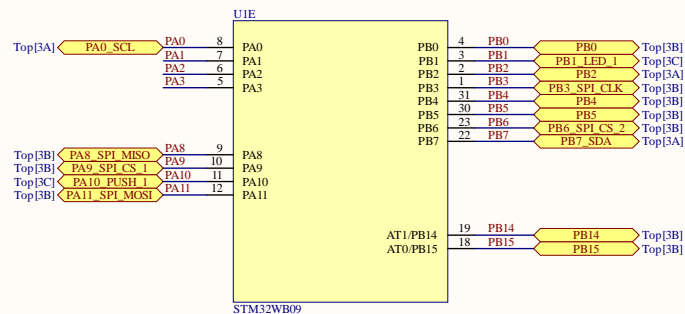 U1E
Top[3A] PA0_SCL PA0 8 PA0 PB0 4 PB0 PB0 Top[3B]
PA1 7 PA1 PB1 3 PB1 PB1_LED_1 Top[3C]
PA2 6 PA2 PB2 2 PB2 PB2 Top[3A]
PA3 5 PA3 PB3 1 PB3 PB3_SPI_CLK Top[3B]
PB4 31 PB4 PB4 Top[3B]
PB5 30 PB5 PB5 Top[3B]
PB6 23 PB6 PB6_SPI_CS_2 Top[3B]
PB7 22 PB7 PB7_SDA Top[3A]
Top[3B] PA8_SPI_MISO PA8 9 PA8
Top[3B] PA9_SPI_CS_1 PA9 10 PA9
Top[3C] PA10_PUSH_1 PA10 11 PA10
Top[3B] PA11_SPI_MOSI PA11 12 PA11
AT1/PB14 19 PB14 PB14 Top[3B]
AT0/PB15 18 PB15 PB15 Top[3B]
STM32WB09